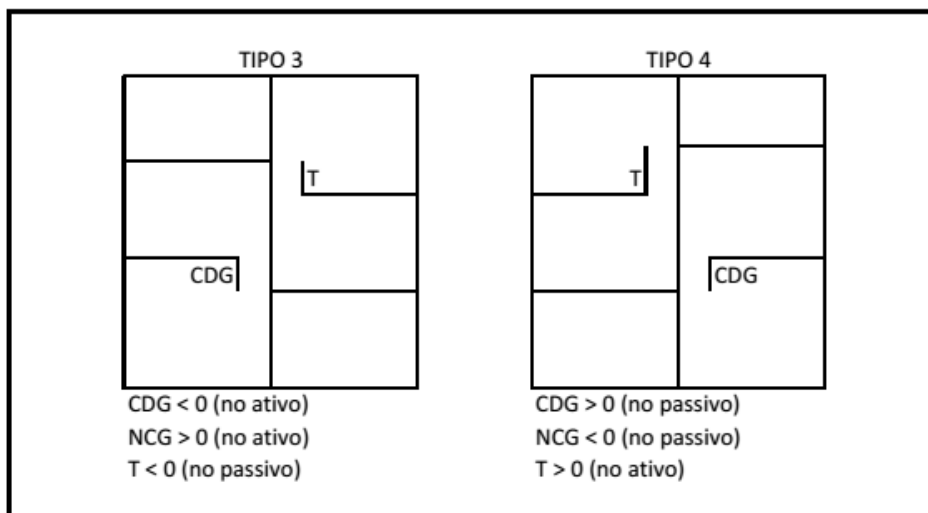 TIPO 3
T
CDG
CDG < 0 (no ativo)
NCG > 0 (no ativo)
T < 0 (no passivo)
TIPO 4
T
CDG
CDG > 0 (no passivo)
NCG < 0 (no passivo)
T > 0 (no ativo)